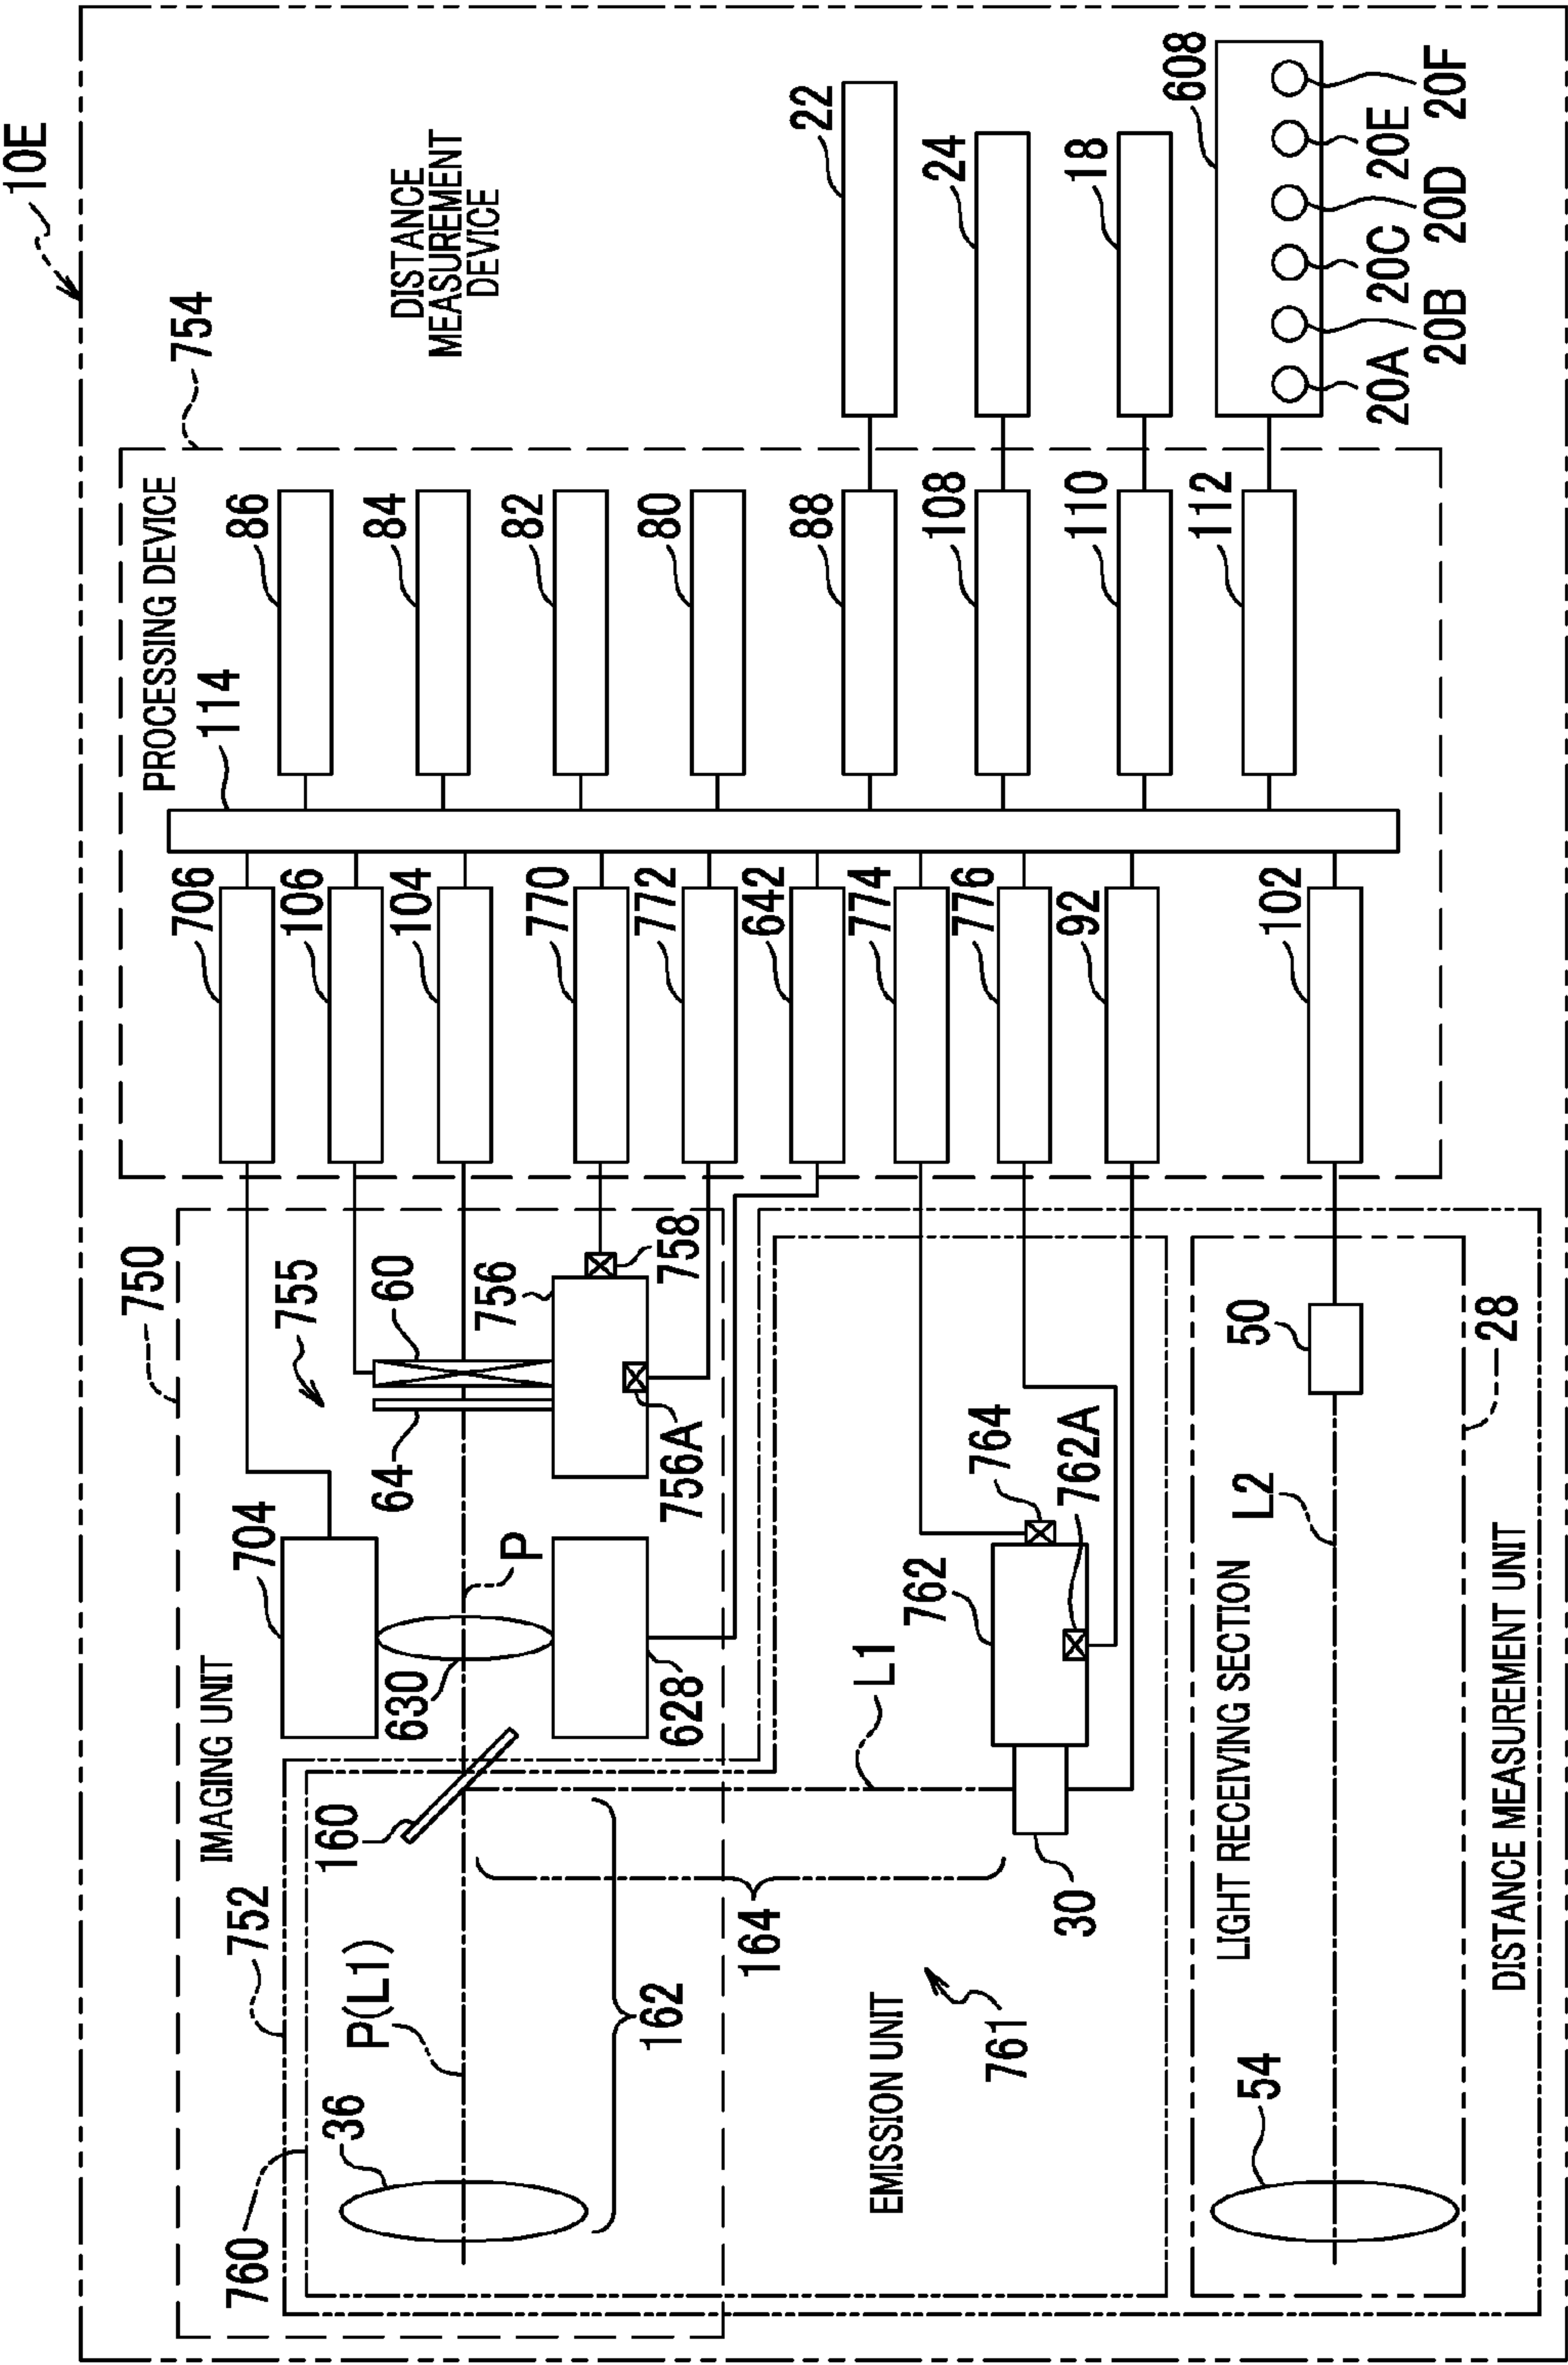 10E
DISTANCE
MEASUREMENT
DEVICE
754
PROCESSING DEVICE
114
86
84
82
80
88
108
110
112
22
24
18
608
20A
20B
20C
20D
20E
20F
706
106
104
770
772
642
774
776
92
102
750
IMAGING UNIT
755
704
64
60
756
758
756A
P
630
628
160
752
760
P(L1)
36
162
164
L1
762
764
762A
30
EMISSION UNIT
761
LIGHT RECEIVING SECTION
L2
50
28
54
DISTANCE MEASUREMENT UNIT